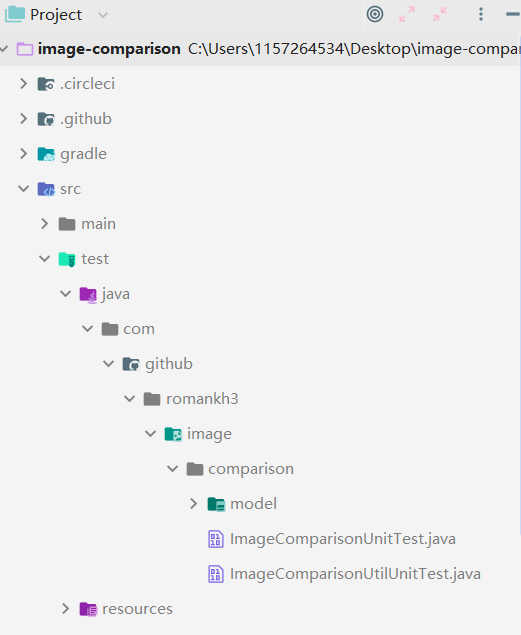 Project
image-comparison C:\Users\1157264534\Desktop\image-compar
.circleci
.github
gradle
src
main
test
java
com
github
romankh3
image
comparison
model
ImageComparisonUnitTest.java
ImageComparisonUtilUnitTest.java
resources